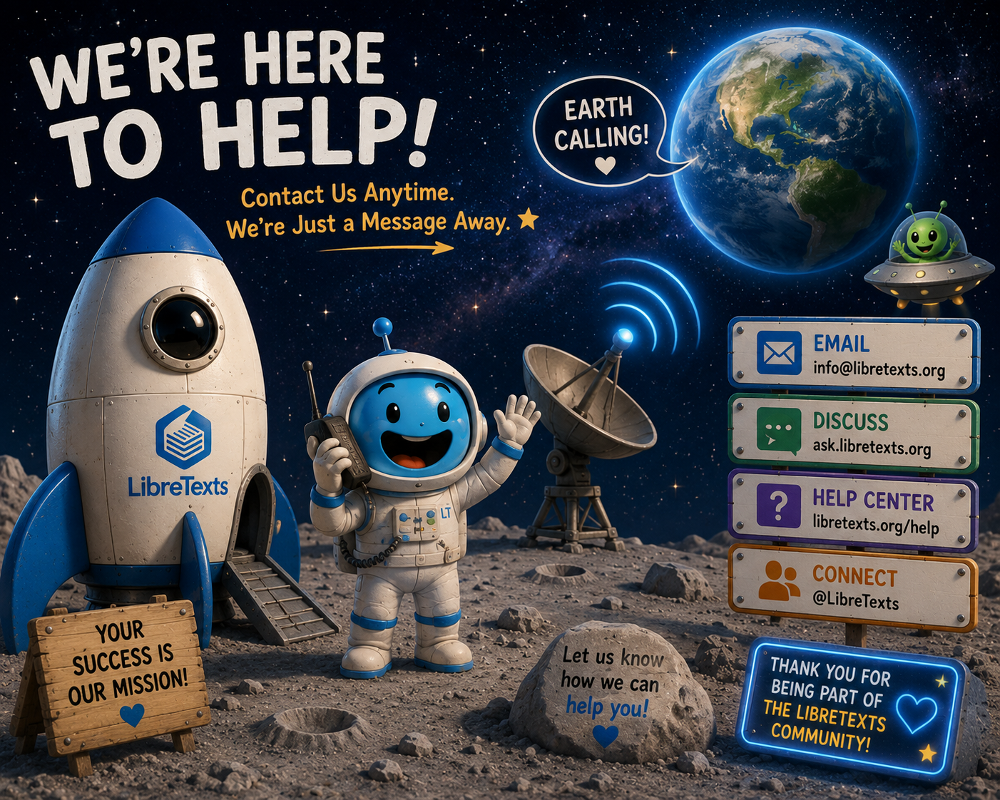 WE'RE HERE
TO HELP!
Contact Us Anytime.
We're Just a Message Away.
EARTH
CALLING!
LibreTexts
LT
EMAIL
info@libretexts.org
DISCUSS
ask.libretexts.org
HELP CENTER
libretexts.org/help
CONNECT
@LibreTexts
YOUR
SUCCESS IS
OUR MISSION!
Let us know
how we can
help you!
THANK YOU FOR
BEING PART OF
THE LIBRETEXTS
COMMUNITY!